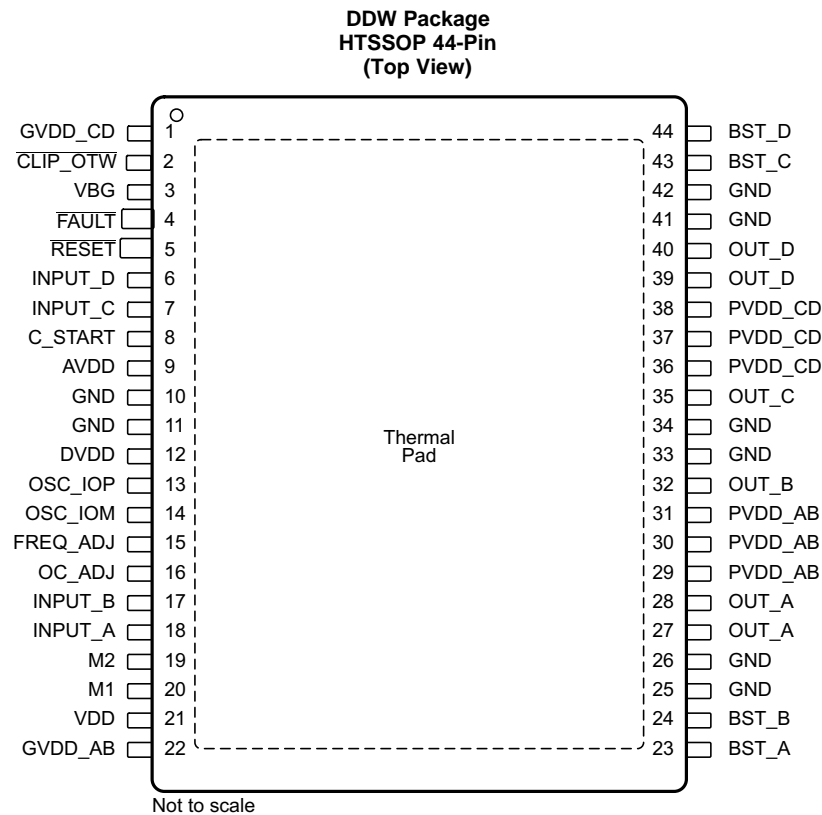 DDW Package
HTSSOP 44-Pin
(Top View)
GVDD_CD 1 44 BST_D
CLIP_OTW 2 43 BST_C
VBG 3 42 GND
FAULT 4 41 GND
RESET 5 40 OUT_D
INPUT_D 6 39 OUT_D
INPUT_C 7 38 PVDD_CD
C_START 8 37 PVDD_CD
AVDD 9 36 PVDD_CD
GND 10 35 OUT_C
GND 11 34 GND
DVDD 12 33 GND
OSC_IOP 13 32 OUT_B
OSC_IOM 14 31 PVDD_AB
FREQ_ADJ 15 30 PVDD_AB
OC_ADJ 16 29 PVDD_AB
INPUT_B 17 28 OUT_A
INPUT_A 18 27 OUT_A
M2 19 26 GND
M1 20 25 GND
VDD 21 24 BST_B
GVDD_AB 22 23 BST_A
Thermal
Pad
Not to scale